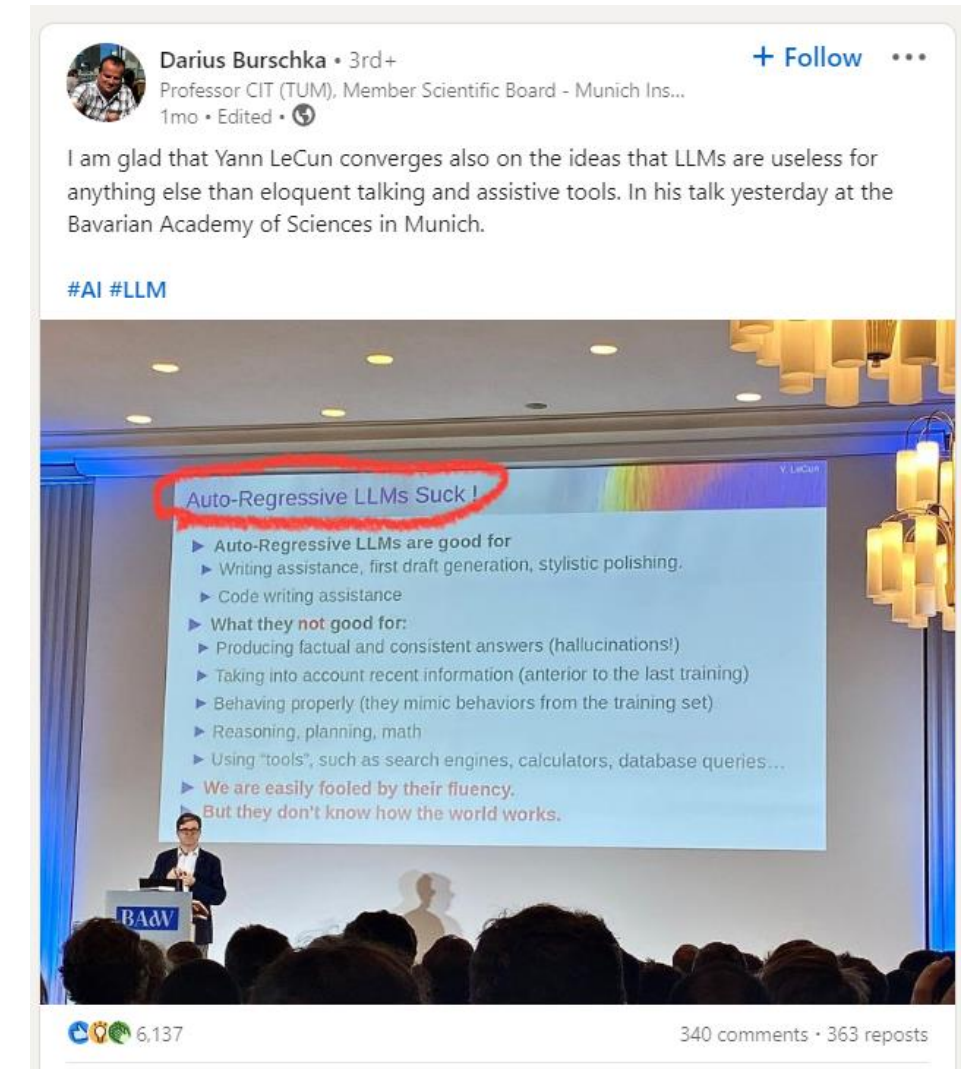 Darius Burschka • 3rd+
+ Follow •••
Professor CIT (TUM), Member Scientific Board - Munich Ins...
1mo • Edited •
I am glad that Yann LeCun converges also on the ideas that LLMs are useless for
anything else than eloquent talking and assistive tools. In his talk yesterday at the
Bavarian Academy of Sciences in Munich.
#AI #LLM
Y. LeCun
Auto-Regressive LLMs Suck !
► Auto-Regressive LLMs are good for
► Writing assistance, first draft generation, stylistic polishing.
► Code writing assistance
► What they not good for:
► Producing factual and consistent answers (hallucinations!)
► Taking into account recent information (anterior to the last training)
► Behaving properly (they mimic behaviors from the training set)
► Reasoning, planning, math
► Using "tools", such as search engines, calculators, database queries…
► We are easily fooled by their fluency.
► But they don't know how the world works.
BAdW
6,137
340 comments • 363 reposts